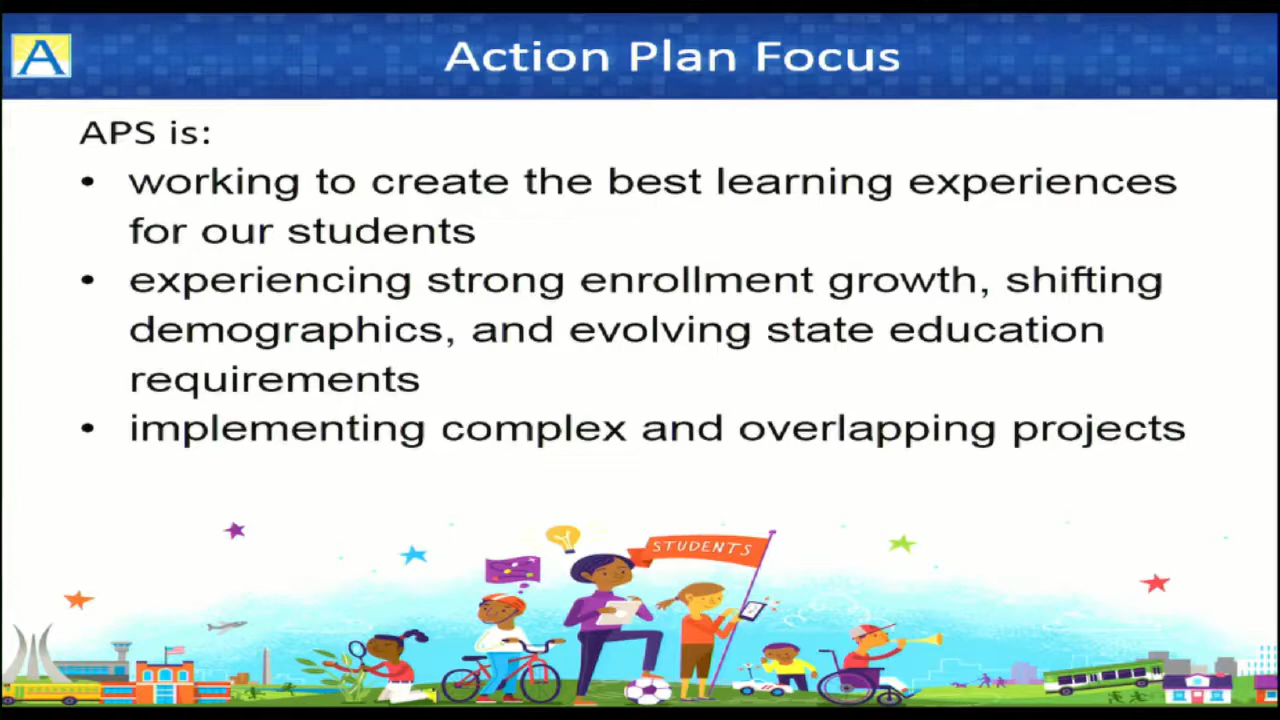 A
Action Plan Focus
APS is:
• working to create the best learning experiences
for our students
• experiencing strong enrollment growth, shifting
demographics, and evolving state education
requirements
• implementing complex and overlapping projects
STUDENTS